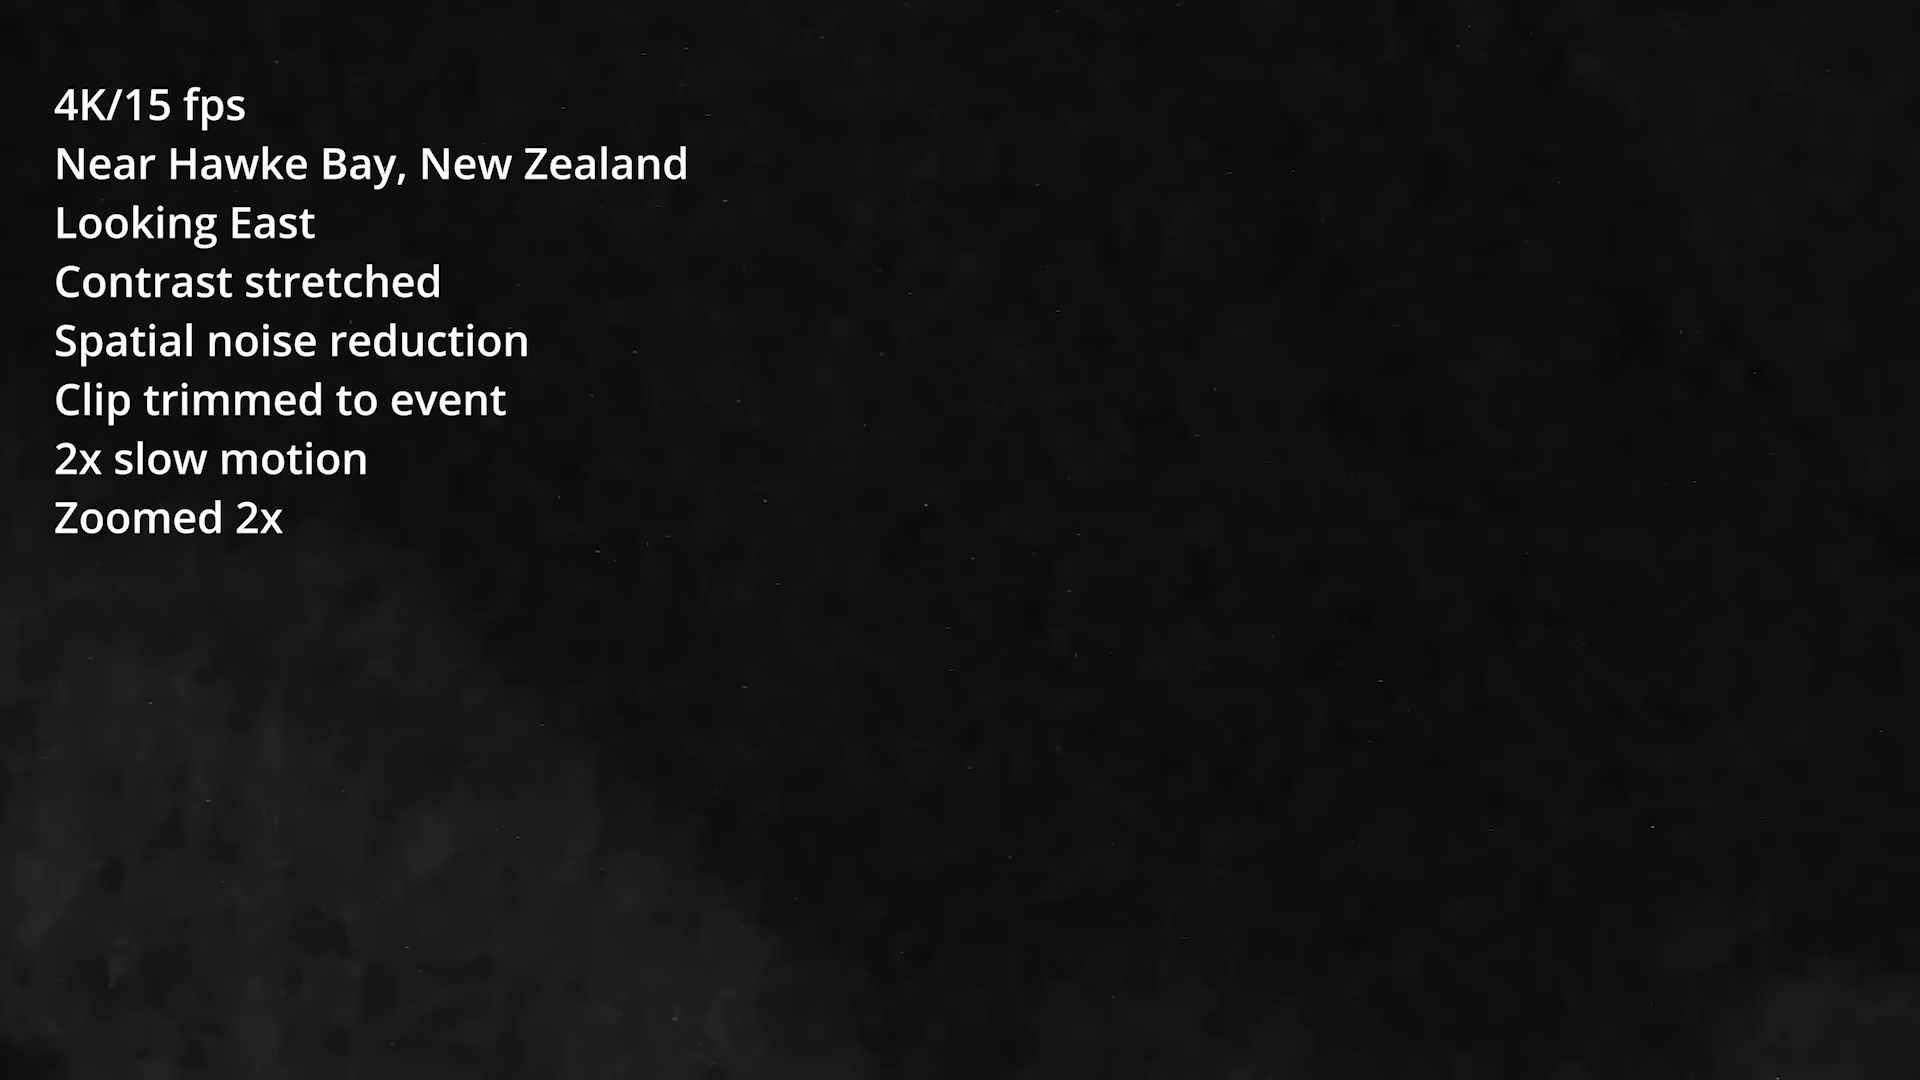 4K/15 fps
Near Hawke Bay, New Zealand
Looking East
Contrast stretched
Spatial noise reduction
Clip trimmed to event
2x slow motion
Zoomed 2x